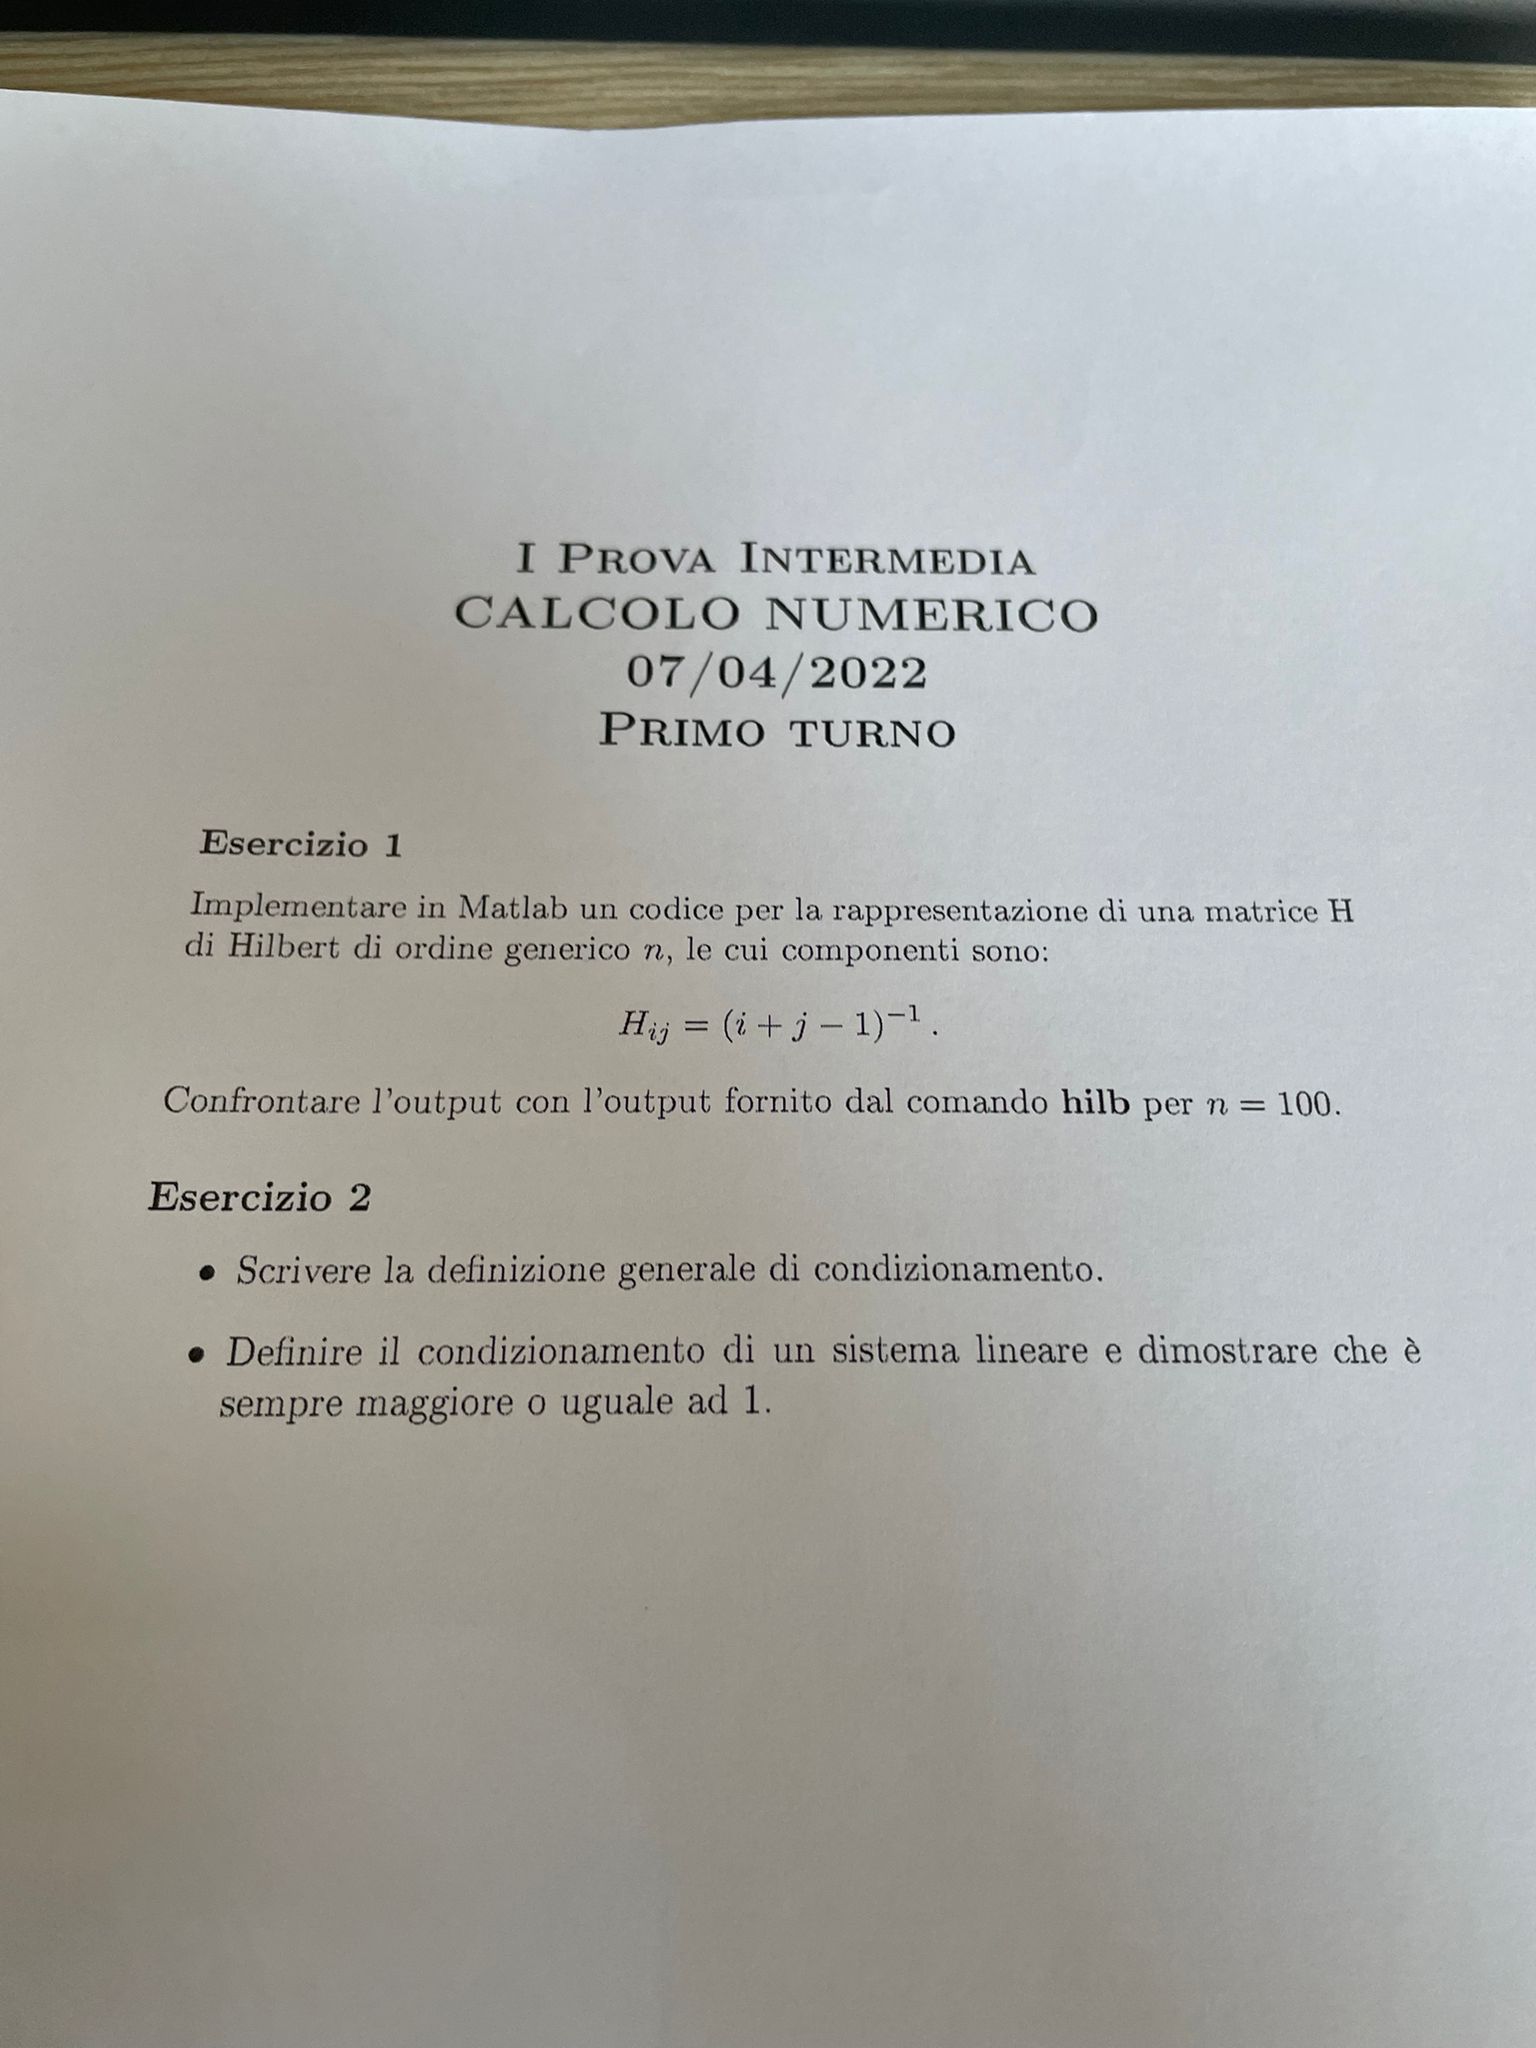 I Prova Intermedia
CALCOLO NUMERICO
07/04/2022
Primo turno
Esercizio 1
Implementare in Matlab un codice per la rappresentazione di una matrice H
di Hilbert di ordine generico n, le cui componenti sono:
H_{ij} = (i + j − 1)^{−1} .
Confrontare l'output con l'output fornito dal comando hilb per n = 100.
Esercizio 2
• Scrivere la definizione generale di condizionamento.
• Definire il condizionamento di un sistema lineare e dimostrare che è
sempre maggiore o uguale ad 1.